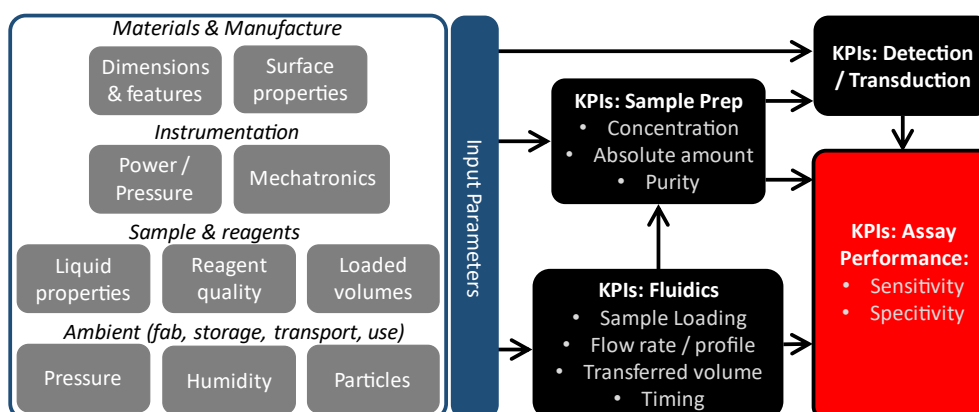 Materials & Manufacture
Dimensions
& features
Surface
properties
Instrumentation
Power /
Pressure
Mechatronics
Sample & reagents
Liquid
properties
Reagent
quality
Loaded
volumes
Ambient (fab, storage, transport, use)
Pressure
Humidity
Particles
Input Parameters
KPIs: Sample Prep
• Concentration
• Absolute amount
• Purity
KPIs: Fluidics
• Sample Loading
• Flow rate / profile
• Transferred volume
• Timing
KPIs: Detection
/ Transduction
KPIs: Assay
Performance:
• Sensitivity
• Specitivity